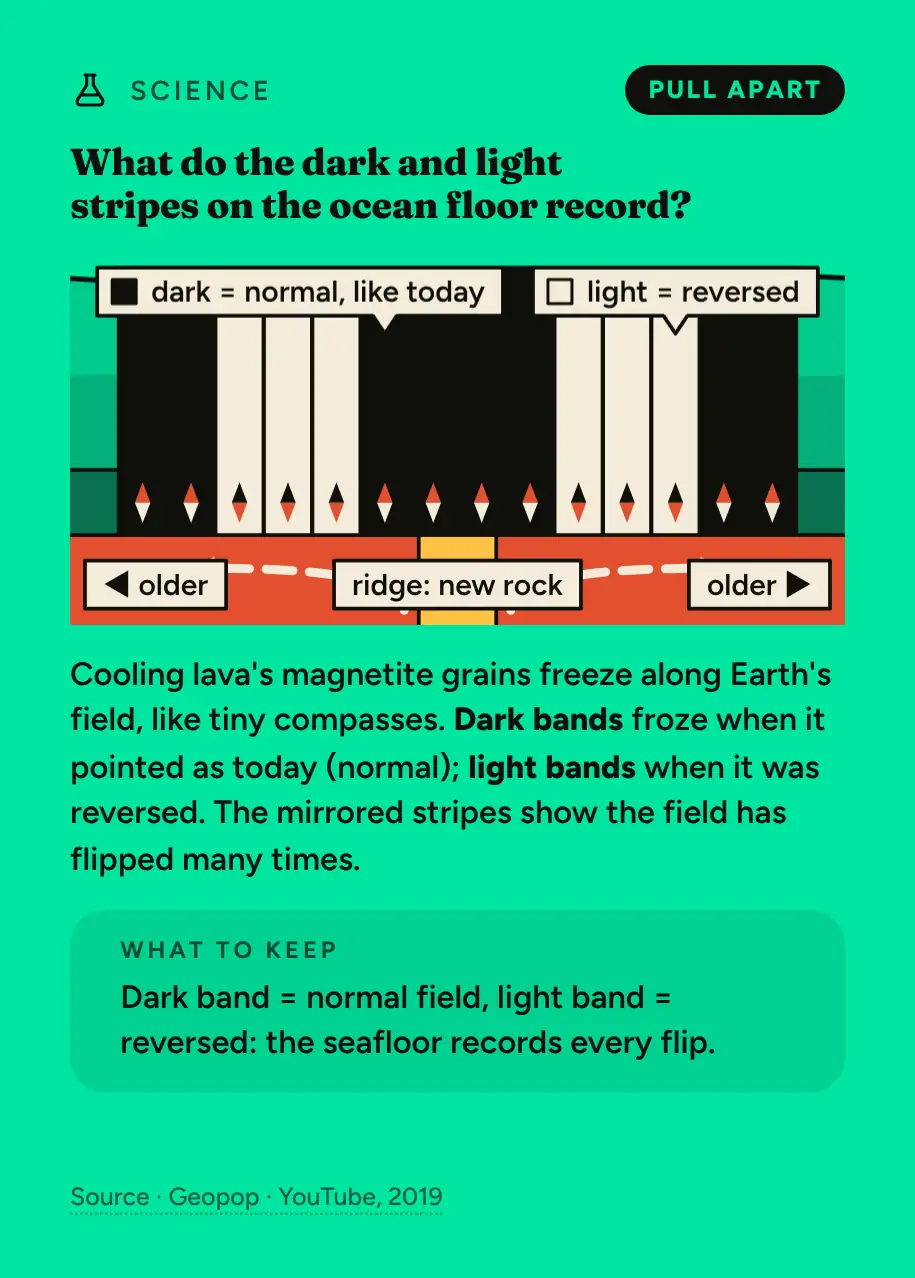 SCIENCE
PULL APART
What do the dark and light
stripes on the ocean floor record?
dark = normal, like today
light = reversed
◀ older
ridge: new rock
older ▶
Cooling lava's magnetite grains freeze along Earth's
field, like tiny compasses. Dark bands froze when it
pointed as today (normal); light bands when it was
reversed. The mirrored stripes show the field has
flipped many times.
WHAT TO KEEP
Dark band = normal field, light band =
reversed: the seafloor records every flip.
Source · Geopop · YouTube, 2019